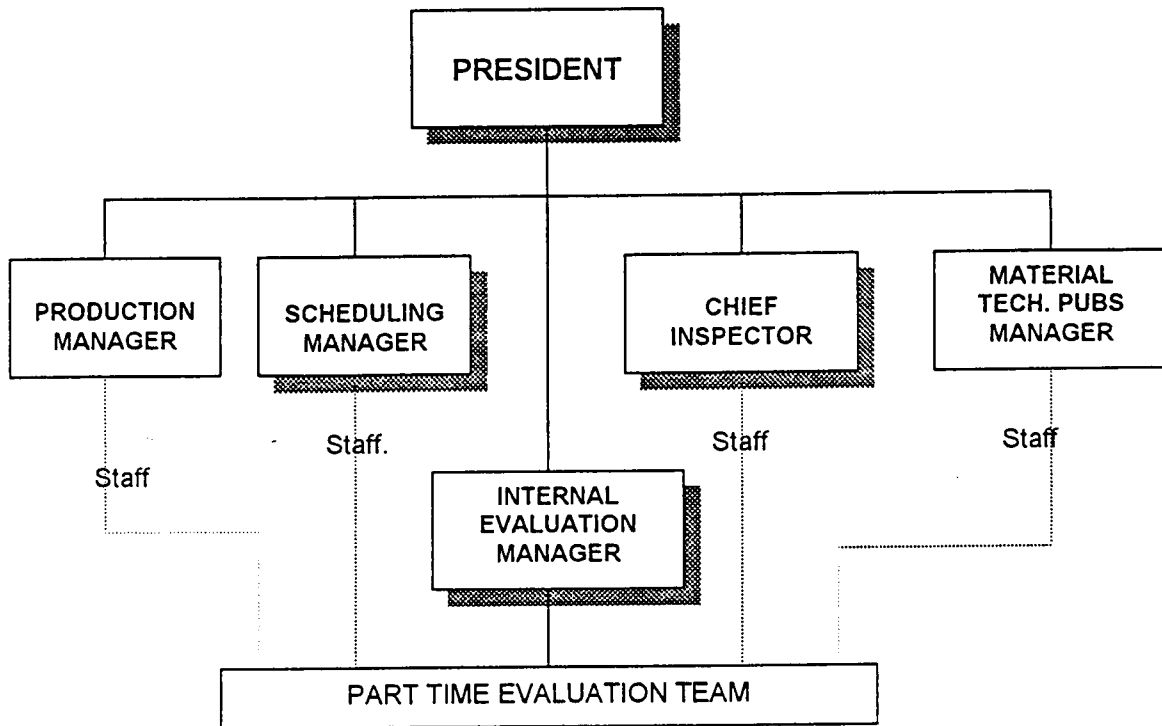 PRESIDENT
PRODUCTION
MANAGER
SCHEDULING
MANAGER
CHIEF
INSPECTOR
MATERIAL
TECH. PUBS
MANAGER
Staff
Staff.
Staff
Staff
INTERNAL
EVALUATION
MANAGER
PART TIME EVALUATION TEAM